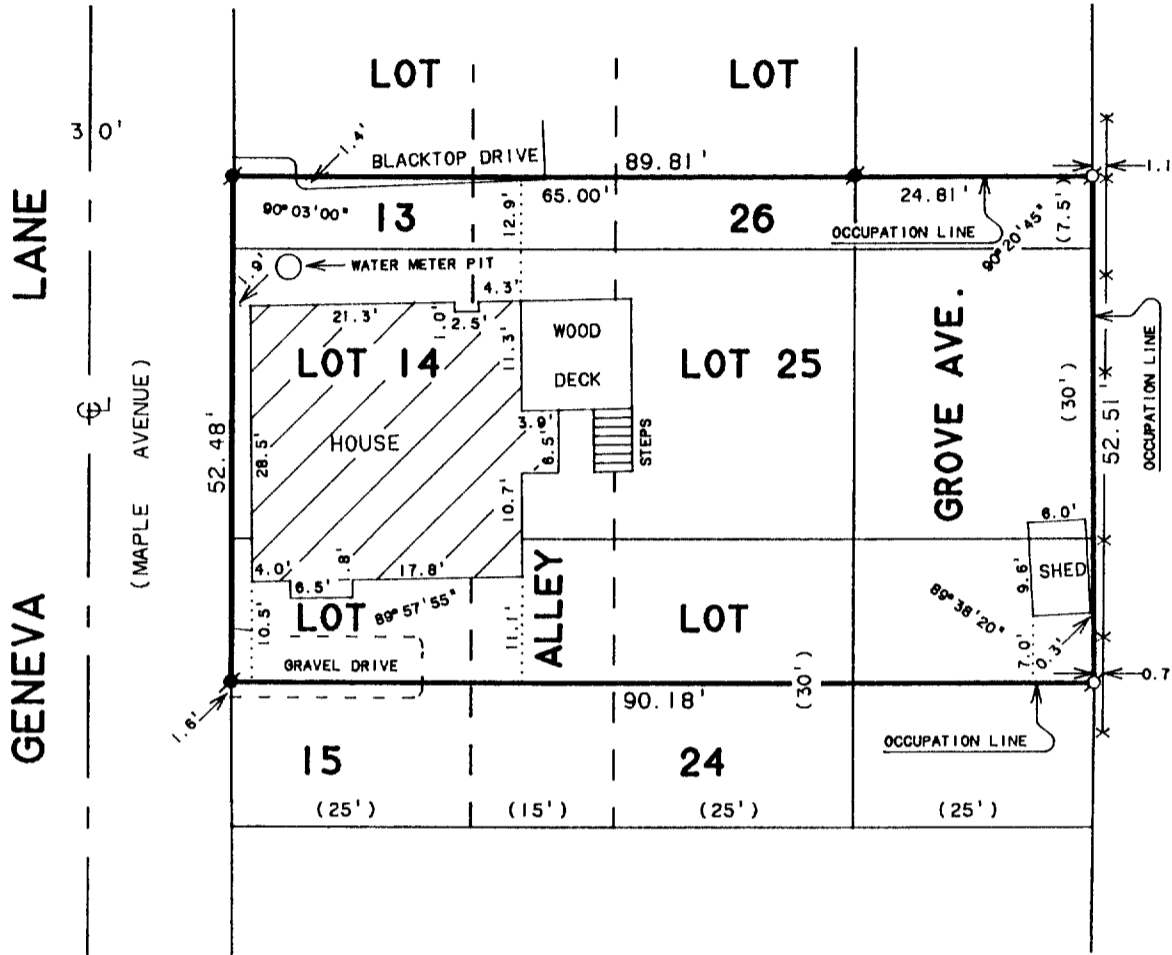 LOT
LOT
3 0'
1.4'
BLACKTOP DRIVE
89.81'
1.1
65.00'
24.81'
90° 03'00"
13
12.9'
26
OCCUPATION LINE
90° 20'45"
(7.5')
LANE
1.9'
WATER METER PIT
4.3'
21.3'
1.0'
2.5'
11.3'
WOOD
DECK
LOT 14
LOT 25
GROVE AVE.
(30')
52.51'
OCCUPATION LINE
(MAPLE AVENUE)
℄
52.48'
28.5'
HOUSE
3.9'
6.5'
STEPS
10.7'
6.0'
9.6'
SHED
4.0'
6.5'
.8'
17.8'
ALLEY
LOT
89° 57'55"
LOT
89° 38'20"
10.5'
11.1'
GRAVEL DRIVE
7.0'
0.3'
0.7
GENEVA
90.18'
(30')
1.6'
OCCUPATION LINE
15
24
(25')
(15')
(25')
(25')